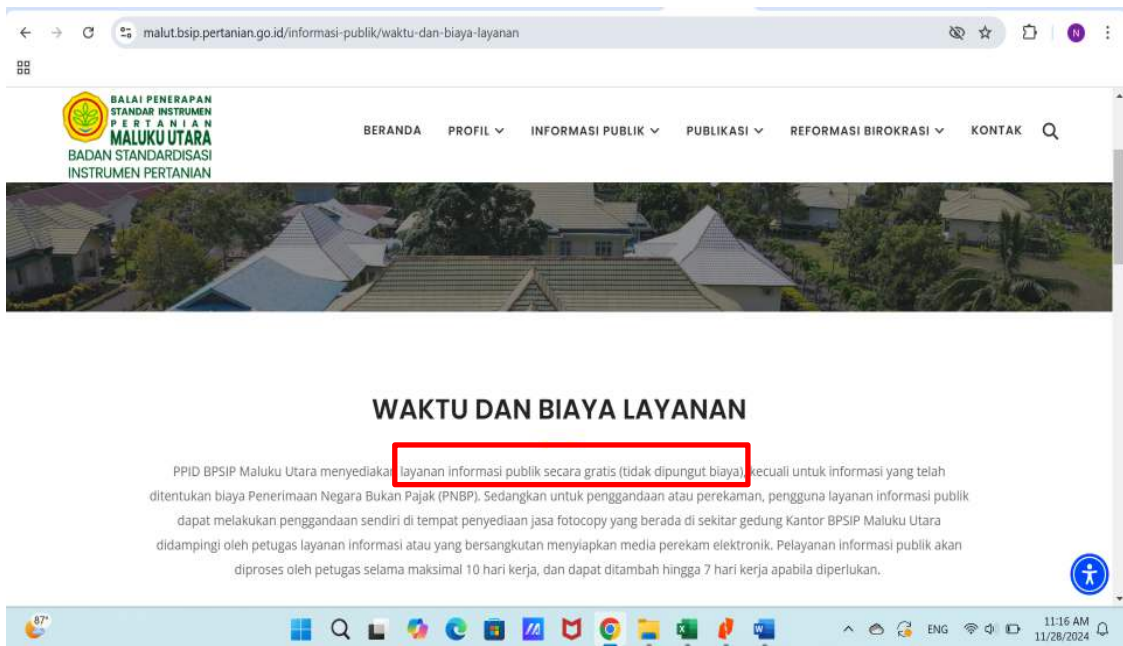 malut.bsip.pertanian.go.id/informasi-publik/waktu-dan-biaya-layanan
N
BALAI PENERAPAN
STANDAR INSTRUMEN
PERTANIAN
MALUKU UTARA
BADAN STANDARDISASI
INSTRUMEN PERTANIAN
BERANDA PROFIL INFORMASI PUBLIK PUBLIKASI REFORMASI BIROKRASI KONTAK
WAKTU DAN BIAYA LAYANAN
PPID BPSIP Maluku Utara menyediakan layanan informasi publik secara gratis (tidak dipungut biaya), kecuali untuk informasi yang telah
ditentukan biaya Penerimaan Negara Bukan Pajak (PNBP). Sedangkan untuk penggandaan atau perekaman, pengguna layanan informasi publik
dapat melakukan penggandaan sendiri di tempat penyediaan jasa fotocopy yang berada di sekitar gedung Kantor BPSIP Maluku Utara
didampingi oleh petugas layanan informasi atau yang bersangkutan menyiapkan media perekam elektronik. Pelayanan informasi publik akan
diproses oleh petugas selama maksimal 10 hari kerja, dan dapat ditambah hingga 7 hari kerja apabila diperlukan.
87°
ENG
11:16 AM
11/28/2024